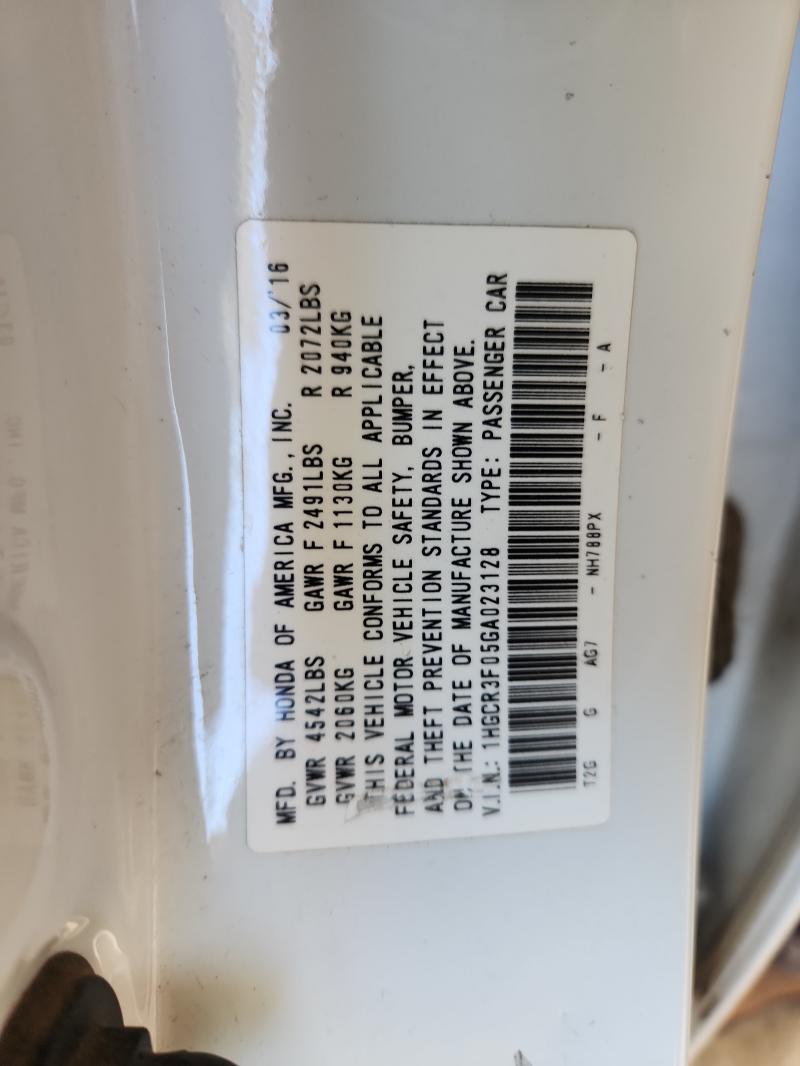 MFD. BY HONDA OF AMERICA MFG., INC. 03/'16
GVWR 4542LBS GAWR F 2491LBS R 2072LBS
GVWR 2060KG GAWR F 1130KG R 940KG
THIS VEHICLE CONFORMS TO ALL APPLICABLE
FEDERAL MOTOR VEHICLE SAFETY, BUMPER,
AND THEFT PREVENTION STANDARDS IN EFFECT
ON THE DATE OF MANUFACTURE SHOWN ABOVE.
V.I.N.: 1HGCR3F05GA023128 TYPE: PASSENGER CAR
T2G G AG7 - NH788PX - F - A